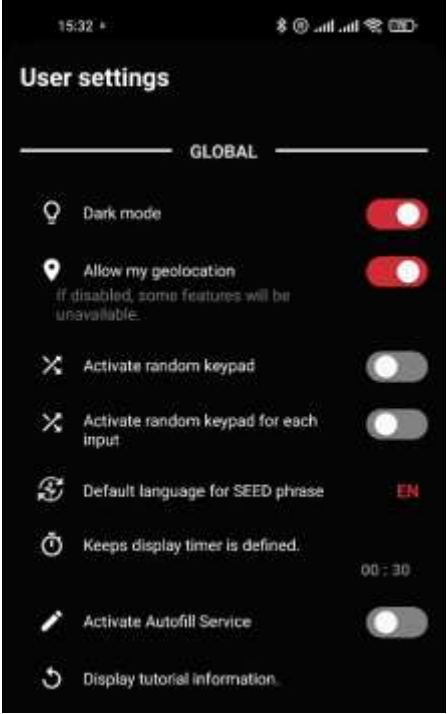 15:32
User settings
GLOBAL
Dark mode
Allow my geolocation
If disabled, some features will be
unavailable.
Activate random keypad
Activate random keypad for each
input
Default language for SEED phrase EN
Keeps display timer is defined.
00 : 30
Activate Autofill Service
Display tutorial information.